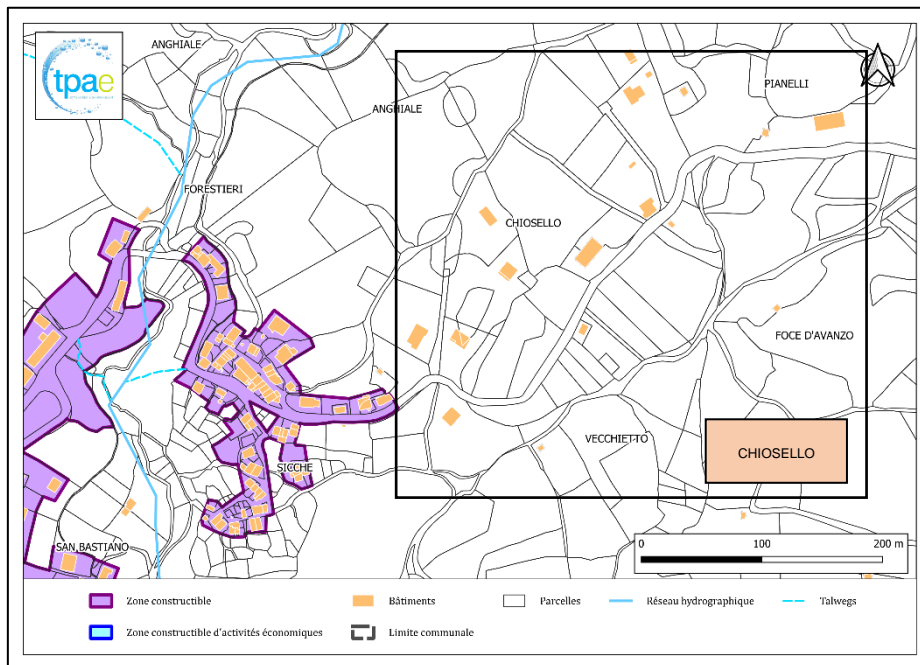 ANGHIALE
tpae
ANGHIALE
PIANELLI
FORESTIERI
CHIOSELLO
FOCE D'AVANZO
VECCHIETTO
CHIOSELLO
SICCHE
SAN BASTIANO
0 100 200 m
Zone constructible
Bâtiments
Parcelles
Réseau hydrographique
Talwegs
Zone constructible d'activités économiques
Limite communale